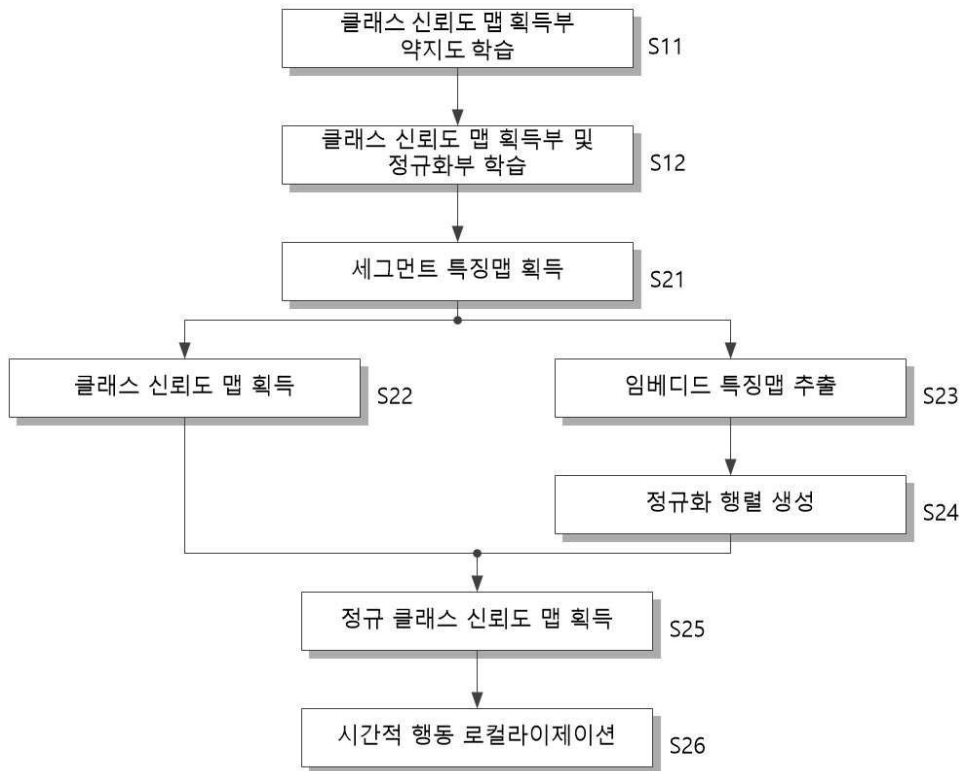 클래스 신뢰도 맵 획득부
약지도 학습
S11
클래스 신뢰도 맵 획득부 및
정규화부 학습
S12
세그먼트 특징맵 획득
S21
클래스 신뢰도 맵 획득
S22
임베디드 특징맵 추출
S23
정규화 행렬 생성
S24
정규 클래스 신뢰도 맵 획득
S25
시간적 행동 로컬라이제이션
S26